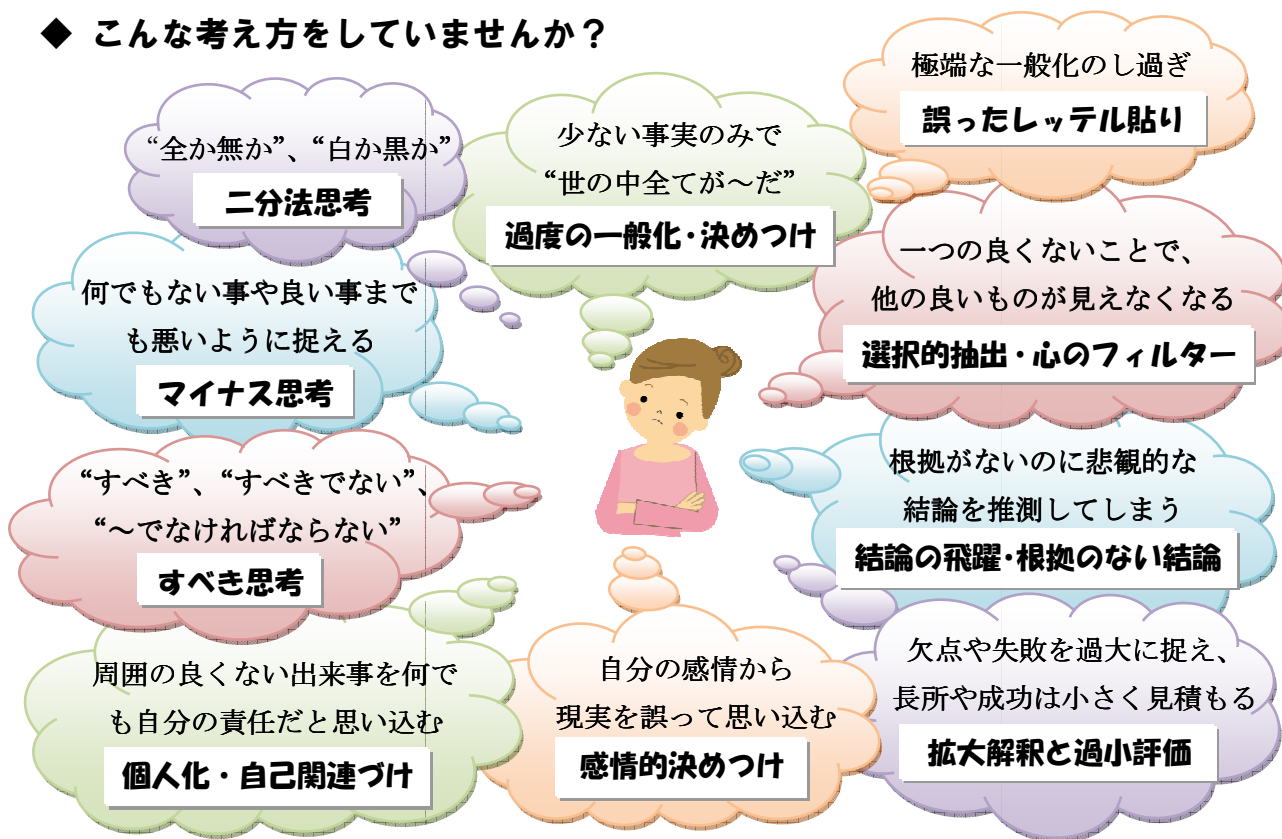 ◆ こんな考え方をしていませんか？
“全か無か”、“白か黒か”
二分法思考
少ない事実のみで
“世の中全てが～だ”
過度の一般化・決めつけ
極端な一般化のし過ぎ
誤ったレッテル貼り
何でもない事や良い事まで
も悪いように捉える
マイナス思考
一つの良くないことで、
他の良いものが見えなくなる
選択的抽出・心のフィルター
“すべき”、“すべきでない”、
“～でなければならない”
すべき思考
根拠がないのに悲観的な
結論を推測してしまう
結論の飛躍・根拠のない結論
周囲の良くない出来事を何で
も自分の責任だと思い込む
個人化・自己関連づけ
自分の感情から
現実を誤って思い込む
感情的決めつけ
欠点や失敗を過大に捉え、
長所や成功は小さく見積もる
拡大解釈と過小評価